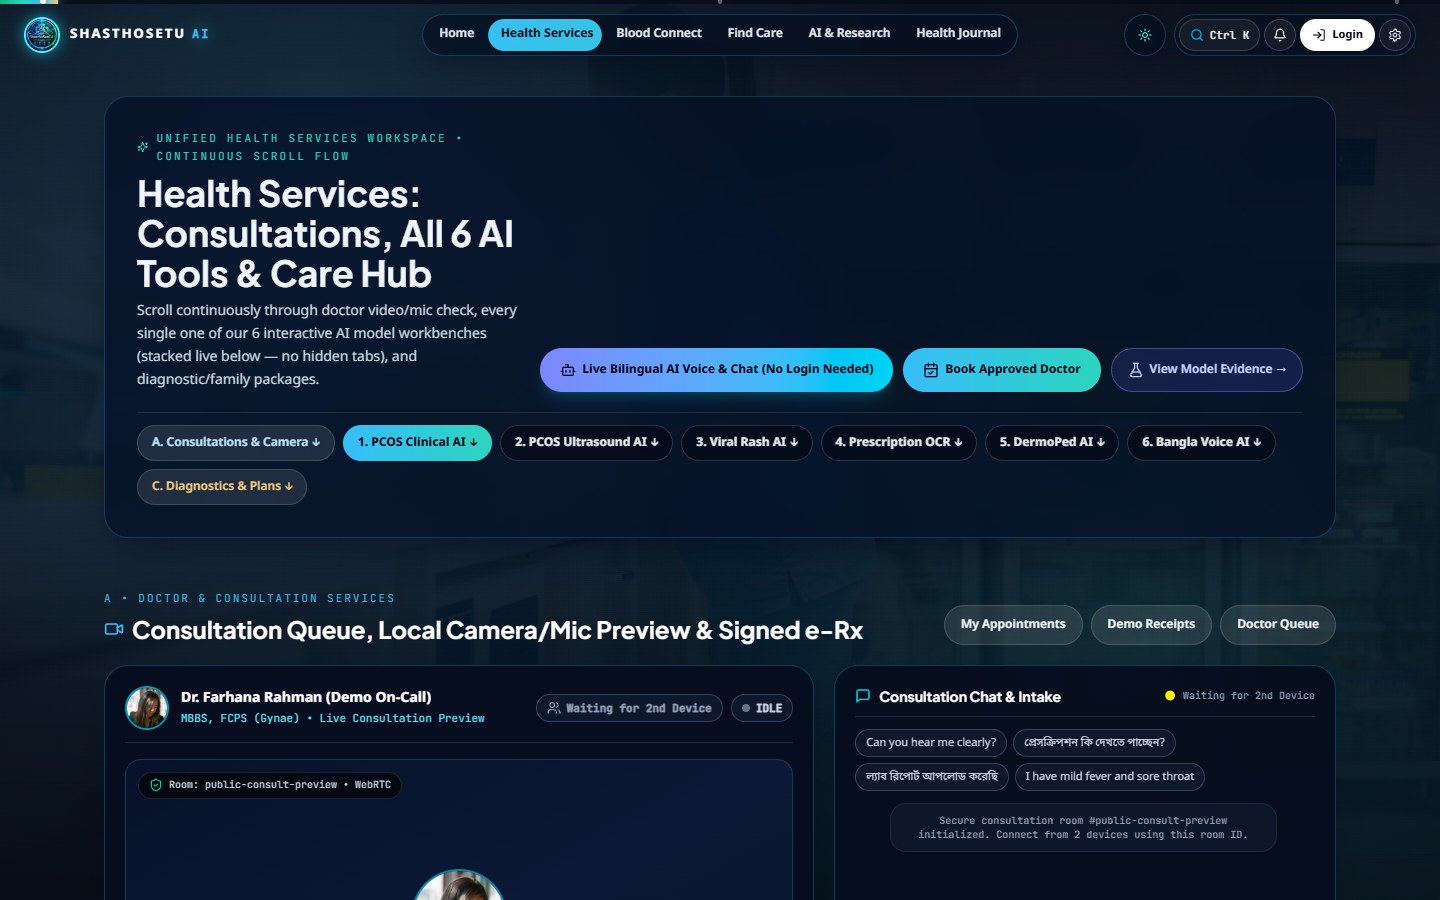 SHASTHOSETU AI
Home
Health Services
Blood Connect
Find Care
AI & Research
Health Journal
Ctrl K
Login
UNIFIED HEALTH SERVICES WORKSPACE •
CONTINUOUS SCROLL FLOW
Health Services:
Consultations, All 6 AI
Tools & Care Hub
Scroll continuously through doctor video/mic check, every
single one of our 6 interactive AI model workbenches
(stacked live below — no hidden tabs), and
diagnostic/family packages.
Live Bilingual AI Voice & Chat (No Login Needed)
Book Approved Doctor
View Model Evidence →
A. Consultations & Camera ↓
1. PCOS Clinical AI ↓
2. PCOS Ultrasound AI ↓
3. Viral Rash AI ↓
4. Prescription OCR ↓
5. DermoPed AI ↓
6. Bangla Voice AI ↓
C. Diagnostics & Plans ↓
A • DOCTOR & CONSULTATION SERVICES
Consultation Queue, Local Camera/Mic Preview & Signed e-Rx
My Appointments
Demo Receipts
Doctor Queue
Dr. Farhana Rahman (Demo On-Call)
MBBS, FCPS (Gynae) • Live Consultation Preview
Waiting for 2nd Device
IDLE
Room: public-consult-preview • WebRTC
Consultation Chat & Intake
Waiting for 2nd Device
Can you hear me clearly?
প্রেসক্রিপশন কি দেখতে পাচ্ছেন?
ল্যাব রিপোর্ট আপলোড করেছি
I have mild fever and sore throat
Secure consultation room #public-consult-preview
initialized. Connect from 2 devices using this room ID.